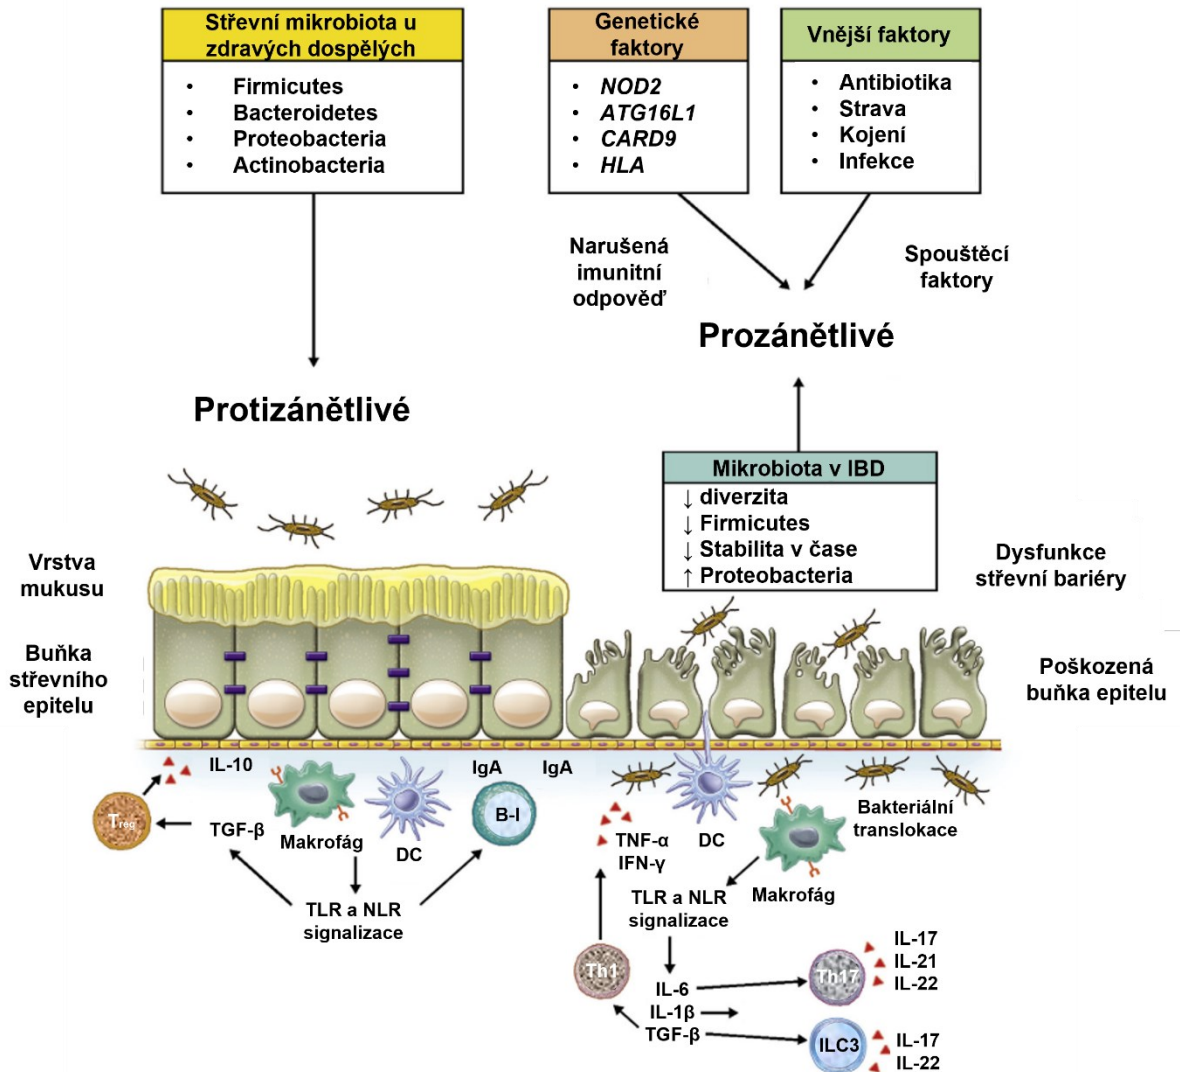 Střevní mikrobiota u
zdravých dospělých
• Firmicutes
• Bacteroidetes
• Proteobacteria
• Actinobacteria
Genetické
faktory
• NOD2
• ATG16L1
• CARD9
• HLA
Vnější faktory
• Antibiotika
• Strava
• Kojení
• Infekce
Narušená
imunitní
odpověď
Spouštěcí
faktory
Prozánětlivé
Protizánětlivé
Mikrobiota v IBD
↓ diverzita
↓ Firmicutes
↓ Stabilita v čase
↑ Proteobacteria
Dysfunkce
střevní bariéry
Vrstva
mukusu
Buňka
střevního
epitelu
Poškozená
buňka epitelu
IL-10
Treg
TGF-β
Makrofág
DC
IgA IgA
B-I
TLR a NLR
signalizace
TNF-α
IFN-γ
DC
Bakteriální
translokace
Makrofág
TLR a NLR
signalizace
Th1
IL-6
IL-1β
TGF-β
Th17
IL-17
IL-21
IL-22
ILC3
IL-17
IL-22